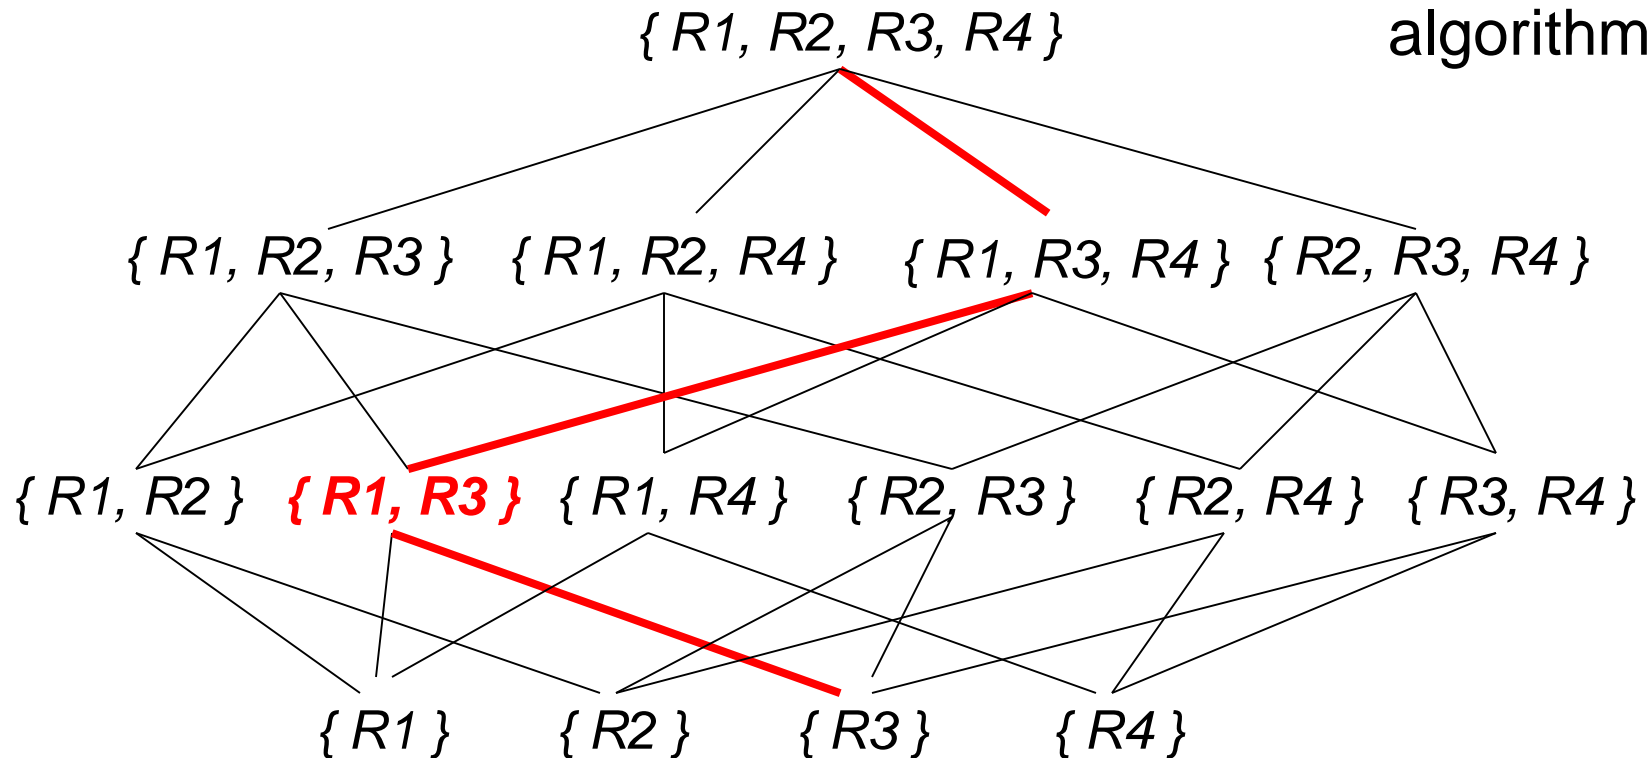 algorithm
{ R1, R2, R3, R4 }
{ R1, R2, R3 } { R1, R2, R4 } { R1, R3, R4 } { R2, R3, R4 }
{ R1, R2 } { R1, R3 } { R1, R4 } { R2, R3 } { R2, R4 } { R3, R4 }
{ R1 } { R2 } { R3 } { R4 }